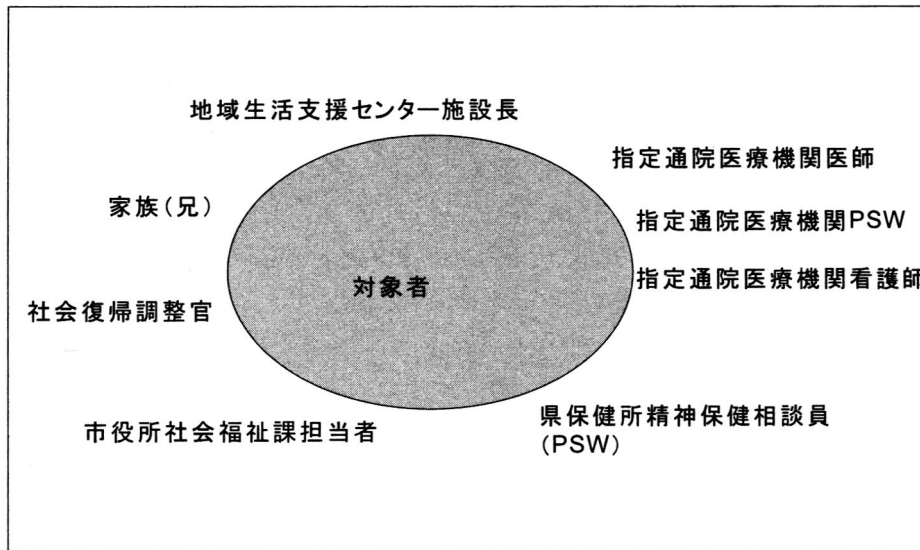 地域生活支援センター施設長
指定通院医療機関医師
家族(兄)
指定通院医療機関PSW
指定通院医療機関看護師
対象者
社会復帰調整官
県保健所精神保健相談員
(PSW)
市役所社会福祉課担当者